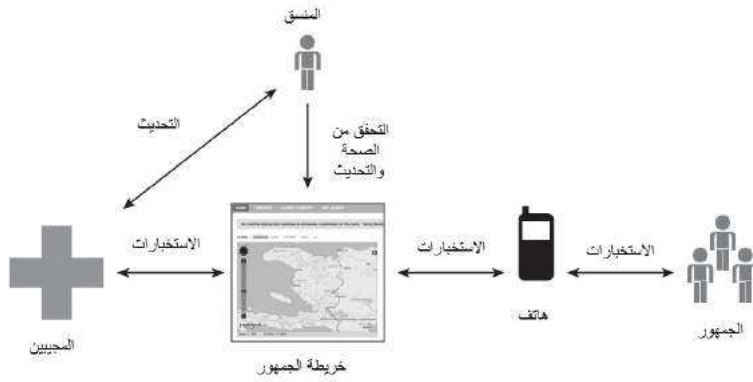 المنسق
التحديث
التحقق من
الصحة
والتحديث
الاستخبارات
الاستخبارات
الاستخبارات
هاتف
الجمهور
المجيبين
خريطة الجمهور